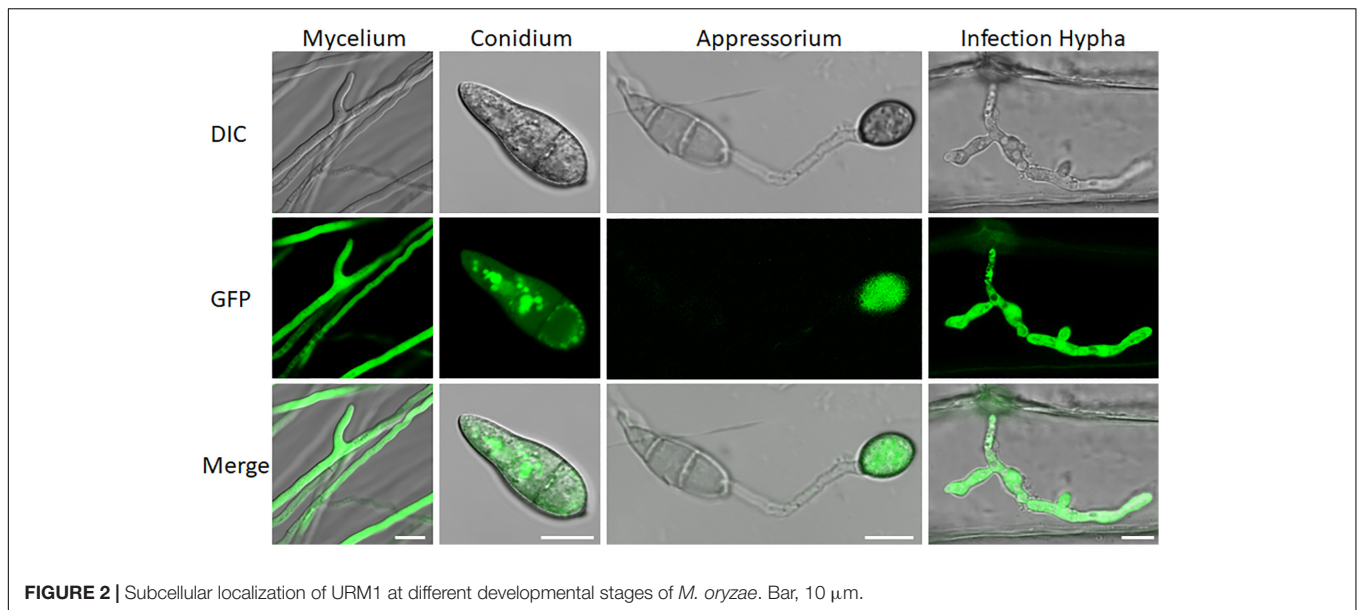 Mycelium Conidium Appressorium Infection Hypha
DIC
GFP
Merge
FIGURE 2 | Subcellular localization of URM1 at different developmental stages of M. oryzae. Bar, 10 μm.